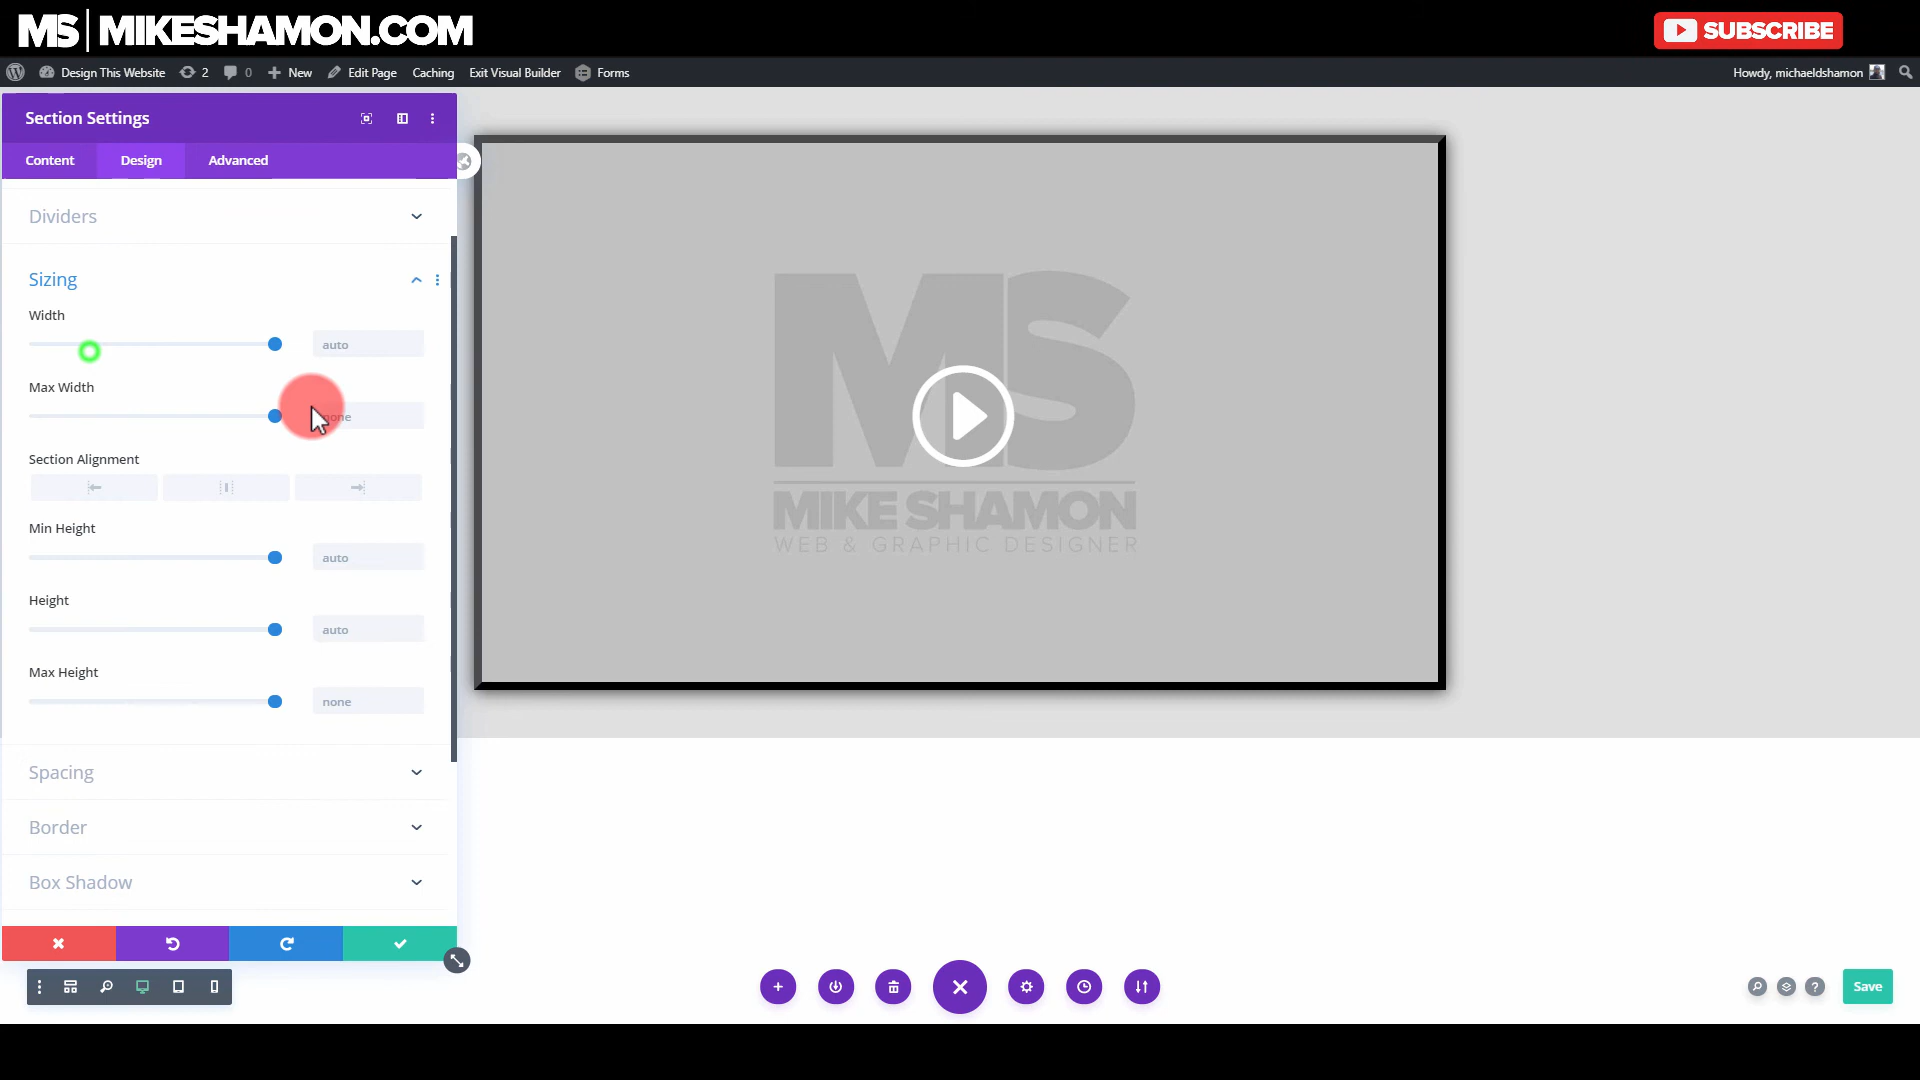 MS MIKESHAMON.COM
SUBSCRIBE
Design This Website 2 0 New Edit Page Caching Exit Visual Builder Forms
Howdy, michaeldshamon
Section Settings
Content Design Advanced
Dividers
Sizing
Width
auto
Max Width
none
Section Alignment
Min Height
auto
Height
auto
Max Height
none
Spacing
Border
Box Shadow
MS
MIKE SHAMON
WEB & GRAPHIC DESIGNER
?
Save